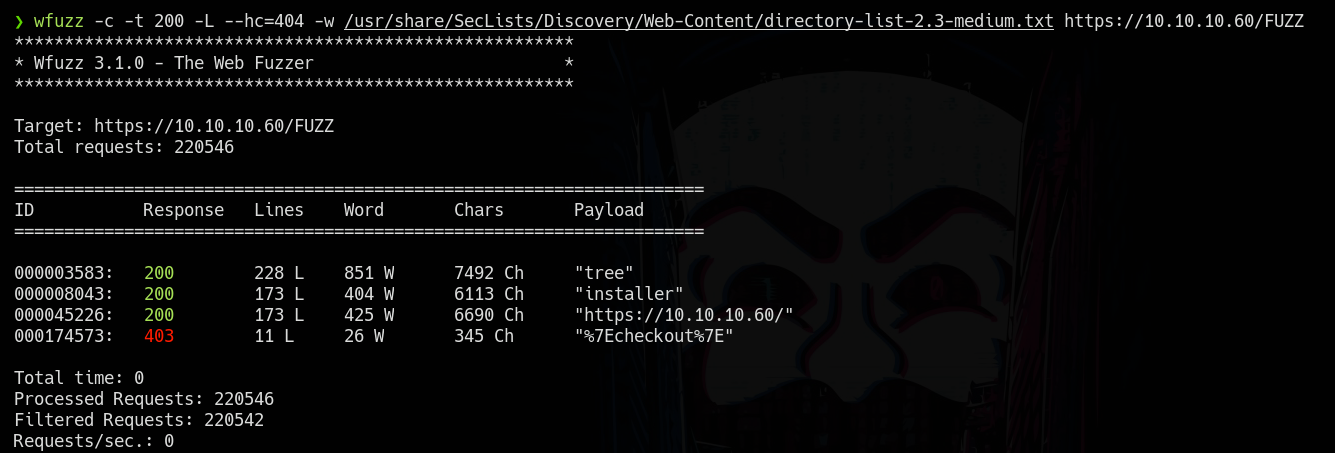 ❯ wfuzz -c -t 200 -L --hc=404 -w /usr/share/SecLists/Discovery/Web-Content/directory-list-2.3-medium.txt https://10.10.10.60/FUZZ
********************************************************
* Wfuzz 3.1.0 - The Web Fuzzer                         *
********************************************************
Target: https://10.10.10.60/FUZZ
Total requests: 220546
=====================================================================
ID           Response   Lines    Word       Chars       Payload
=====================================================================
000003583:   200        228 L    851 W      7492 Ch     "tree"
000008043:   200        173 L    404 W      6113 Ch     "installer"
000045226:   200        173 L    425 W      6690 Ch     "https://10.10.10.60/"
000174573:   403        11 L     26 W       345 Ch      "%7Echeckout%7E"
Total time: 0
Processed Requests: 220546
Filtered Requests: 220542
Requests/sec.: 0